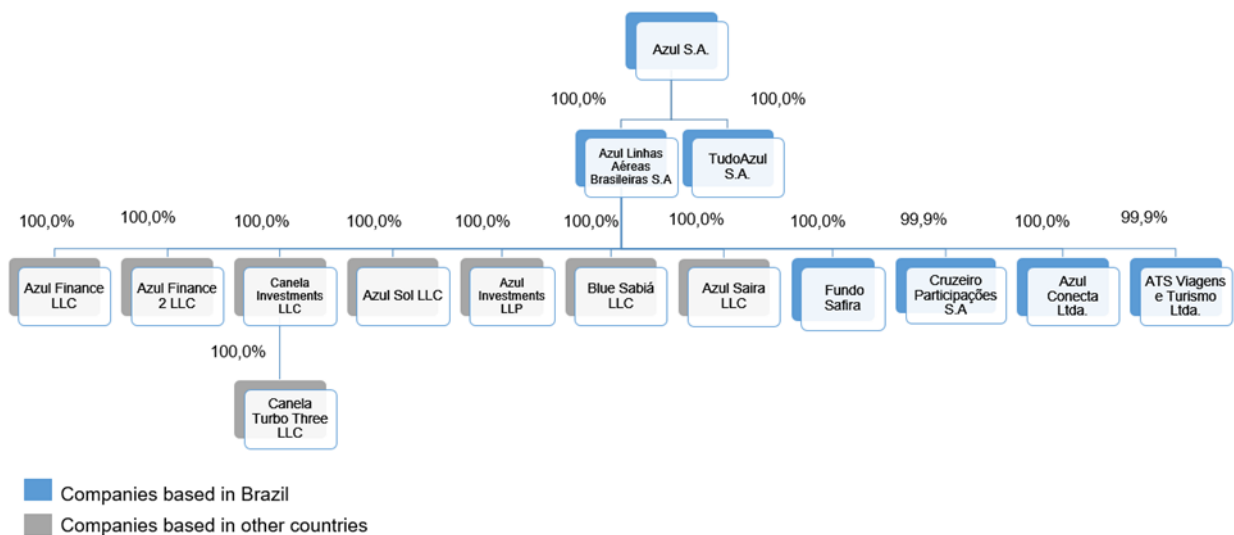 Azul S.A.
100,0%
100,0%
Azul Linhas
Aéreas
Brasileiras S.A
TudoAzul
S.A.
100,0%
100,0%
100,0%
100,0%
100,0%
100,0%
100,0%
100,0%
99,9%
100,0%
99,9%
Azul Finance
LLC
Azul Finance
2 LLC
Canela
Investments
LLC
Azul Sol LLC
Azul
Investments
LLP
Blue Sabiá
LLC
Azul Saira
LLC
Fundo
Safira
Cruzeiro
Participações
S.A
Azul
Conecta
Ltda.
ATS Viagens
e Turismo
Ltda.
100,0%
Canela
Turbo Three
LLC
Companies based in Brazil
Companies based in other countries